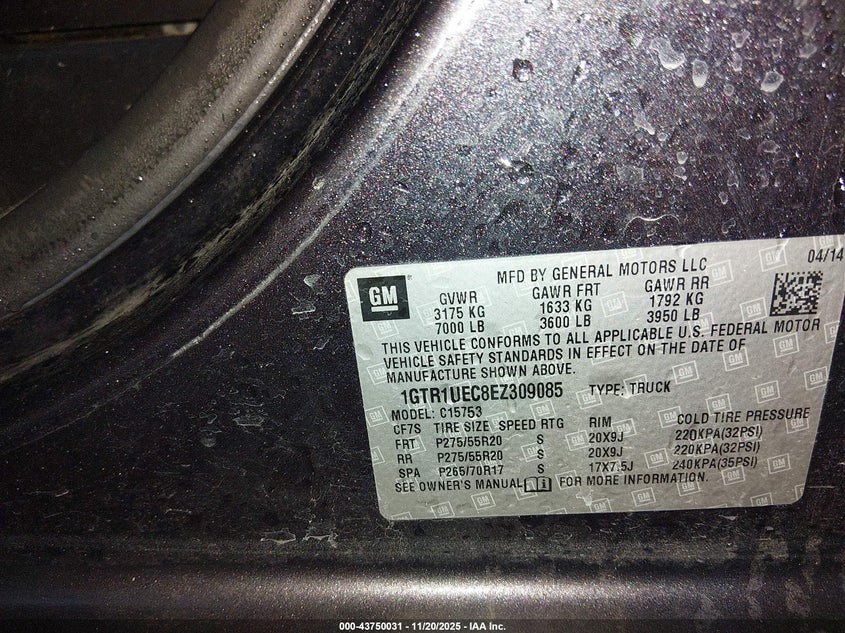 GM
MFD BY GENERAL MOTORS LLC
04/14
GVWR GAWR FRT GAWR RR
3175 KG 1633 KG 1792 KG
7000 LB 3600 LB 3950 LB
THIS VEHICLE CONFORMS TO ALL APPLICABLE U.S. FEDERAL MOTOR
VEHICLE SAFETY STANDARDS IN EFFECT ON THE DATE OF
MANUFACTURE SHOWN ABOVE.
1GTR1UEC8EZ309085 TYPE: TRUCK
MODEL: C15753
CF7S TIRE SIZE SPEED RTG RIM COLD TIRE PRESSURE
FRT P275/55R20 S 20X9J 220KPA(32PSI)
RR P275/55R20 S 20X9J 220KPA(32PSI)
SPA P265/70R17 S 17X7.5J 240KPA(35PSI)
SEE OWNER'S MANUAL FOR MORE INFORMATION.
000-43750031 - 11/20/2025 - IAA Inc.